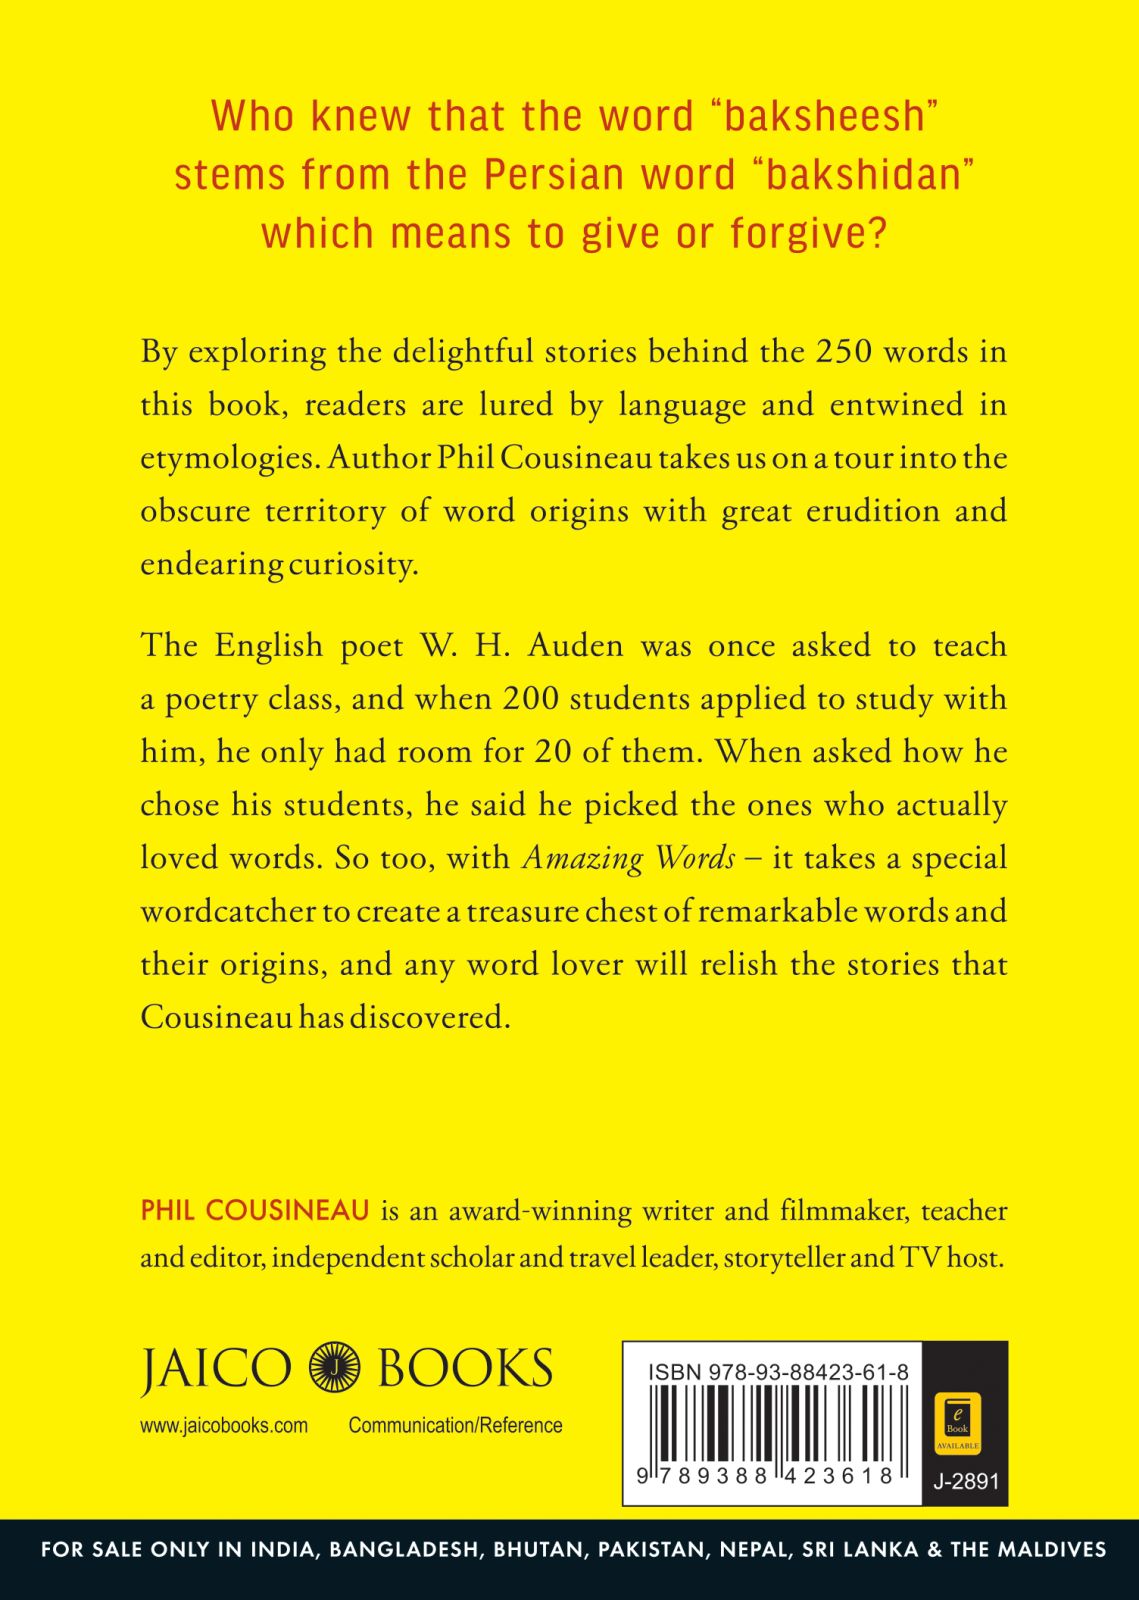 Who knew that the word “baksheesh”
stems from the Persian word “bakshidan”
which means to give or forgive?
By exploring the delightful stories behind the 250 words in
this book, readers are lured by language and entwined in
etymologies. Author Phil Cousineau takes us on a tour into the
obscure territory of word origins with great erudition and
endearing curiosity.
The English poet W. H. Auden was once asked to teach
a poetry class, and when 200 students applied to study with
him, he only had room for 20 of them. When asked how he
chose his students, he said he picked the ones who actually
loved words. So too, with Amazing Words – it takes a special
wordcatcher to create a treasure chest of remarkable words and
their origins, and any word lover will relish the stories that
Cousineau has discovered.
PHIL COUSINEAU is an award-winning writer and filmmaker, teacher
and editor, independent scholar and travel leader, storyteller and TV host.
JAICO J BOOKS
www.jaicobooks.com Communication/Reference
ISBN 978-93-88423-61-8
9 789388 423618
e
Book
AVAILABLE
J-2891
FOR SALE ONLY IN INDIA, BANGLADESH, BHUTAN, PAKISTAN, NEPAL, SRI LANKA & THE MALDIVES